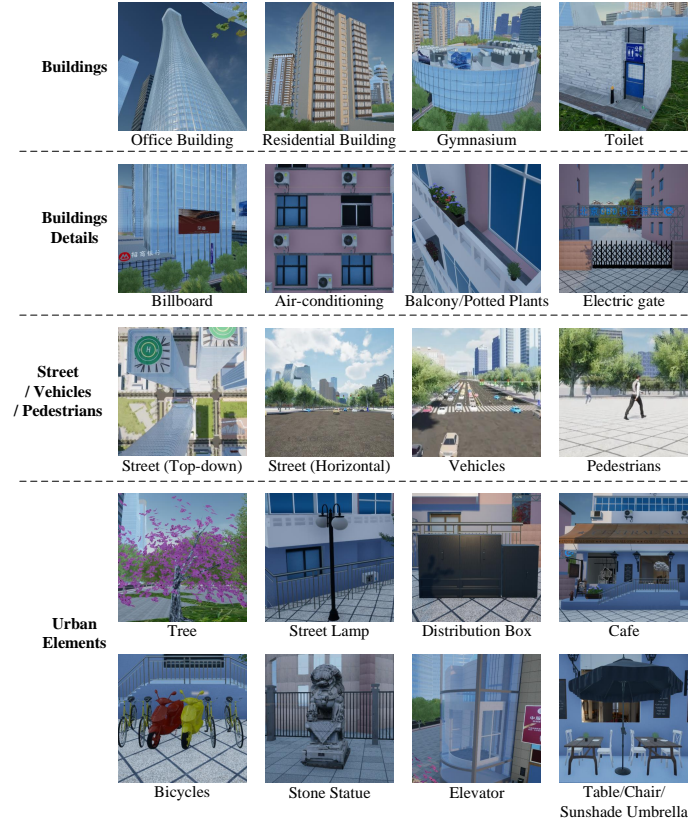 Buildings
Office Building
Residential Building
Gymnasium
Toilet
Buildings
Details
Billboard
Air-conditioning
Balcony/Potted Plants
Electric gate
Street
/ Vehicles
/ Pedestrians
Street (Top-down)
Street (Horizontal)
Vehicles
Pedestrians
Urban
Elements
Tree
Street Lamp
Distribution Box
Cafe
Bicycles
Stone Statue
Elevator
Table/Chair/
Sunshade Umbrella